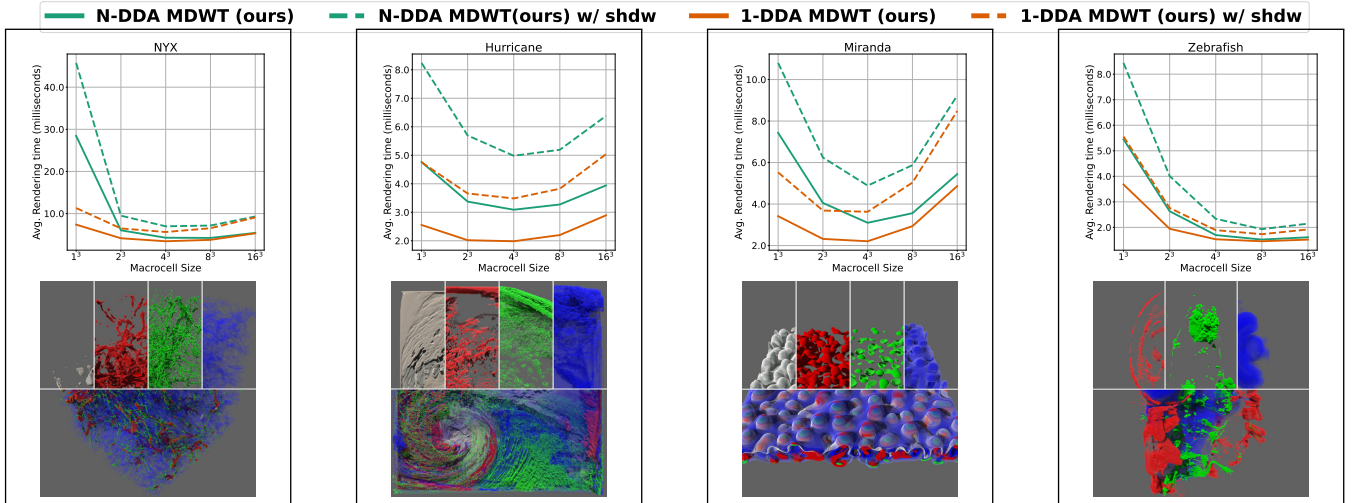 N-DDA MDWT (ours) N-DDA MDWT(ours) w/ shdw 1-DDA MDWT (ours) 1-DDA MDWT (ours) w/ shdw
NYX
Avg. Rendering time (milliseconds)
40.0
30.0
20.0
10.0
1³ 2³ 4³ 8³ 16³
Macrocell Size
Hurricane
Avg. Rendering time (milliseconds)
8.0
7.0
6.0
5.0
4.0
3.0
2.0
1³ 2³ 4³ 8³ 16³
Macrocell Size
Miranda
Avg. Rendering time (milliseconds)
10.0
8.0
6.0
4.0
2.0
1³ 2³ 4³ 8³ 16³
Macrocell Size
Zebrafish
Avg. Rendering time (milliseconds)
8.0
7.0
6.0
5.0
4.0
3.0
2.0
1³ 2³ 4³ 8³ 16³
Macrocell Size